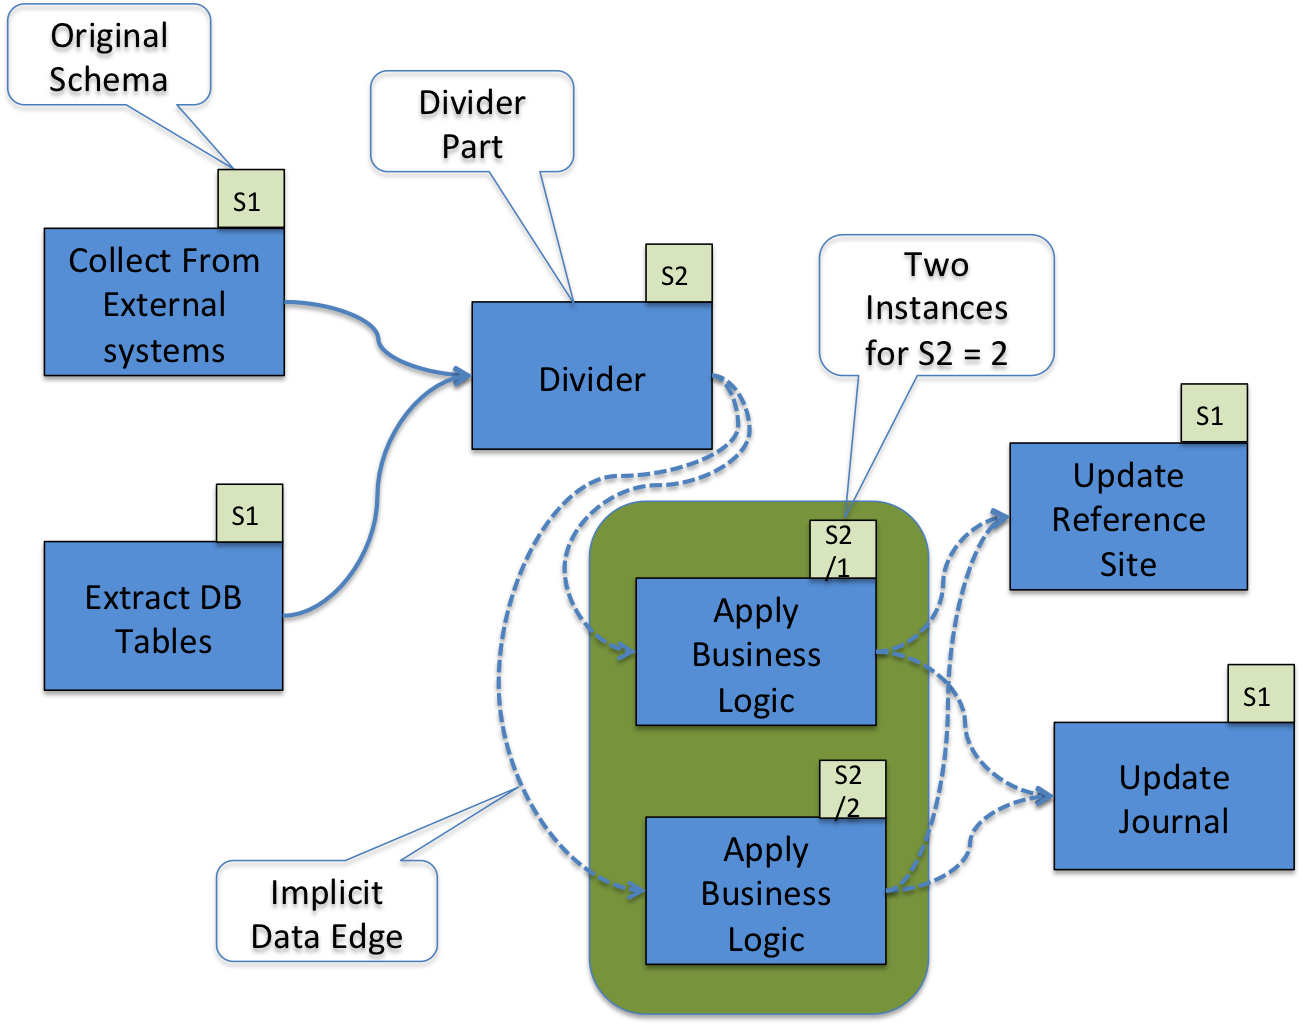 Original
Schema
Divider
Part
S1
Collect From
External
systems
S2
Divider
Two
Instances
for S2 = 2
S1
Extract DB
Tables
S1
Update
Reference
Site
S2
/1
Apply
Business
Logic
S1
Update
Journal
S2
/2
Apply
Business
Logic
Implicit
Data Edge